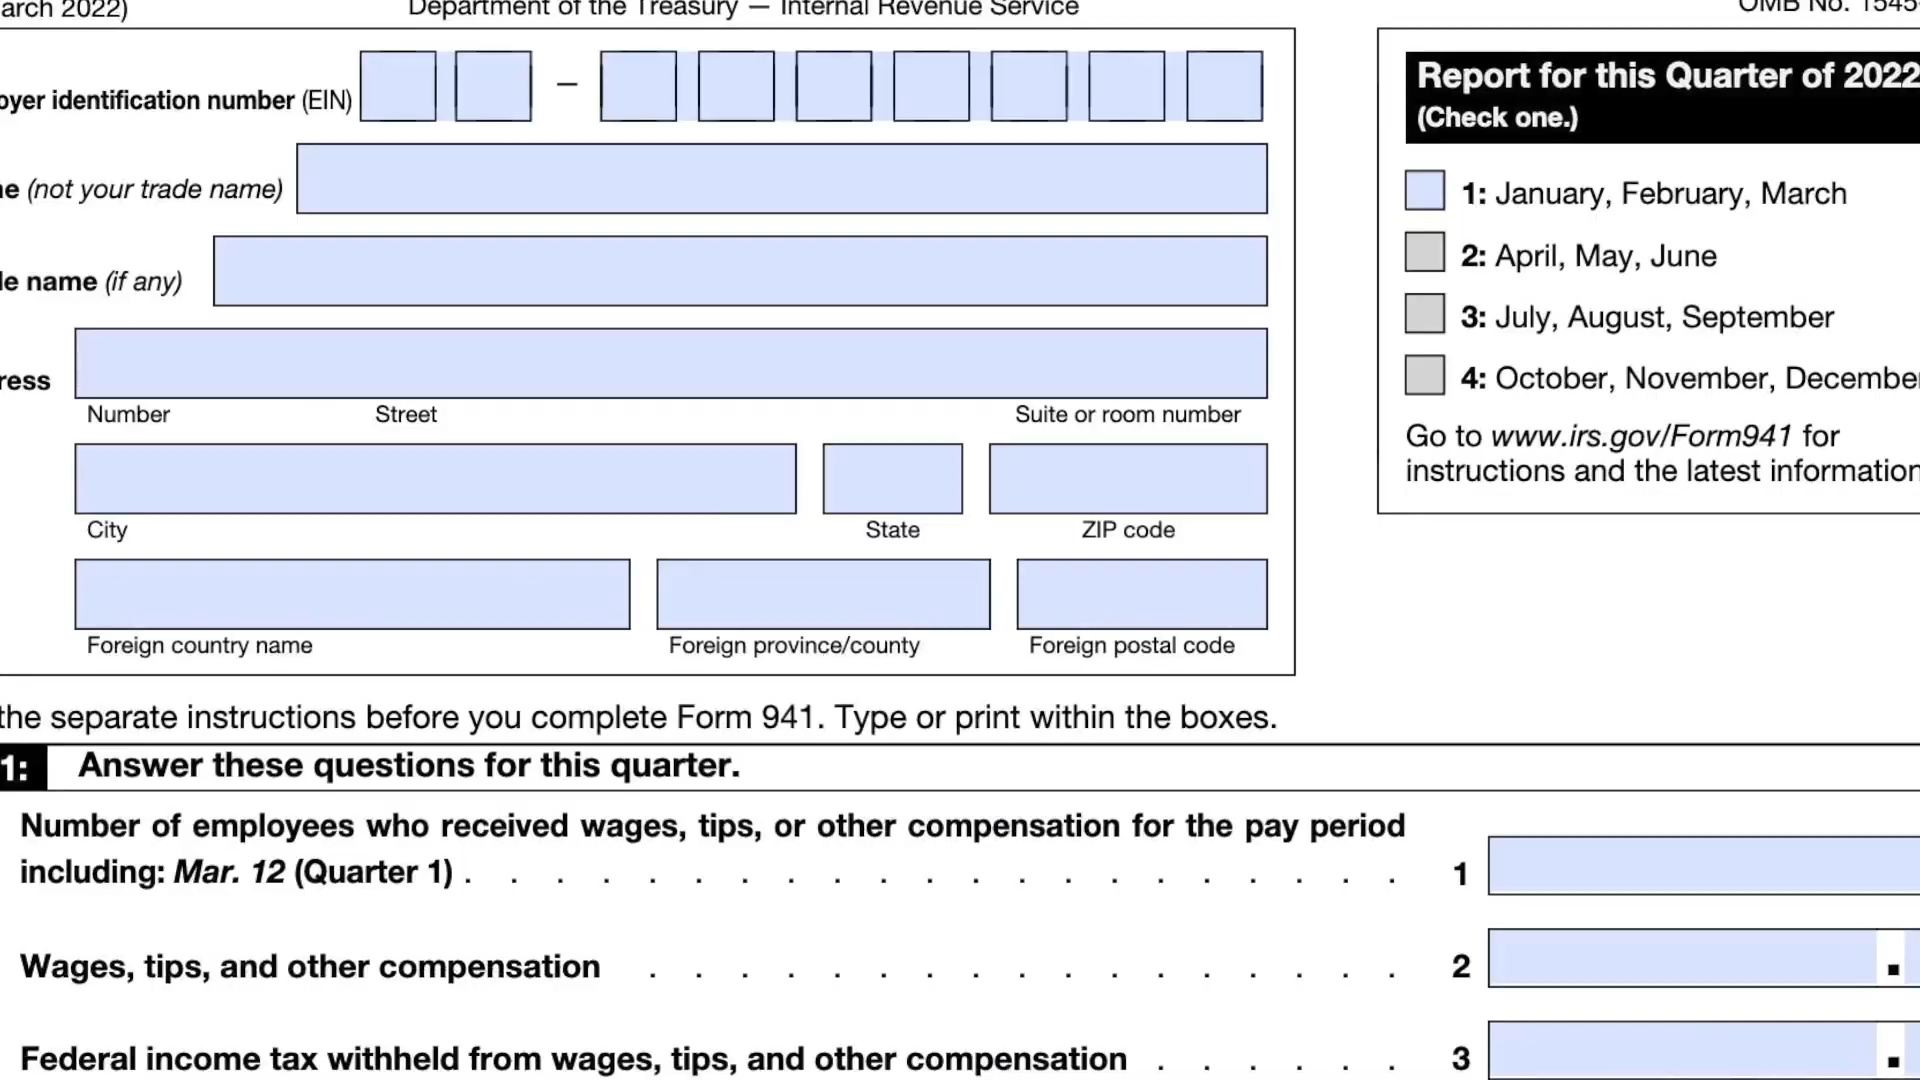 arch 2022)
Department of the Treasury — Internal Revenue Service
OMB No. 1545-
oyer identification number (EIN)
–
e (not your trade name)
le name (if any)
ress
Number Street Suite or room number
City State ZIP code
Foreign country name Foreign province/county Foreign postal code
Report for this Quarter of 2022
(Check one.)
1: January, February, March
2: April, May, June
3: July, August, September
4: October, November, December
Go to www.irs.gov/Form941 for
instructions and the latest information
the separate instructions before you complete Form 941. Type or print within the boxes.
1: Answer these questions for this quarter.
Number of employees who received wages, tips, or other compensation for the pay period
including: Mar. 12 (Quarter 1) . . . . . . . . . . . . . . . . . . . . . 1
Wages, tips, and other compensation . . . . . . . . . . . . . . . . . 2 .
Federal income tax withheld from wages, tips, and other compensation . . . . . . 3 .